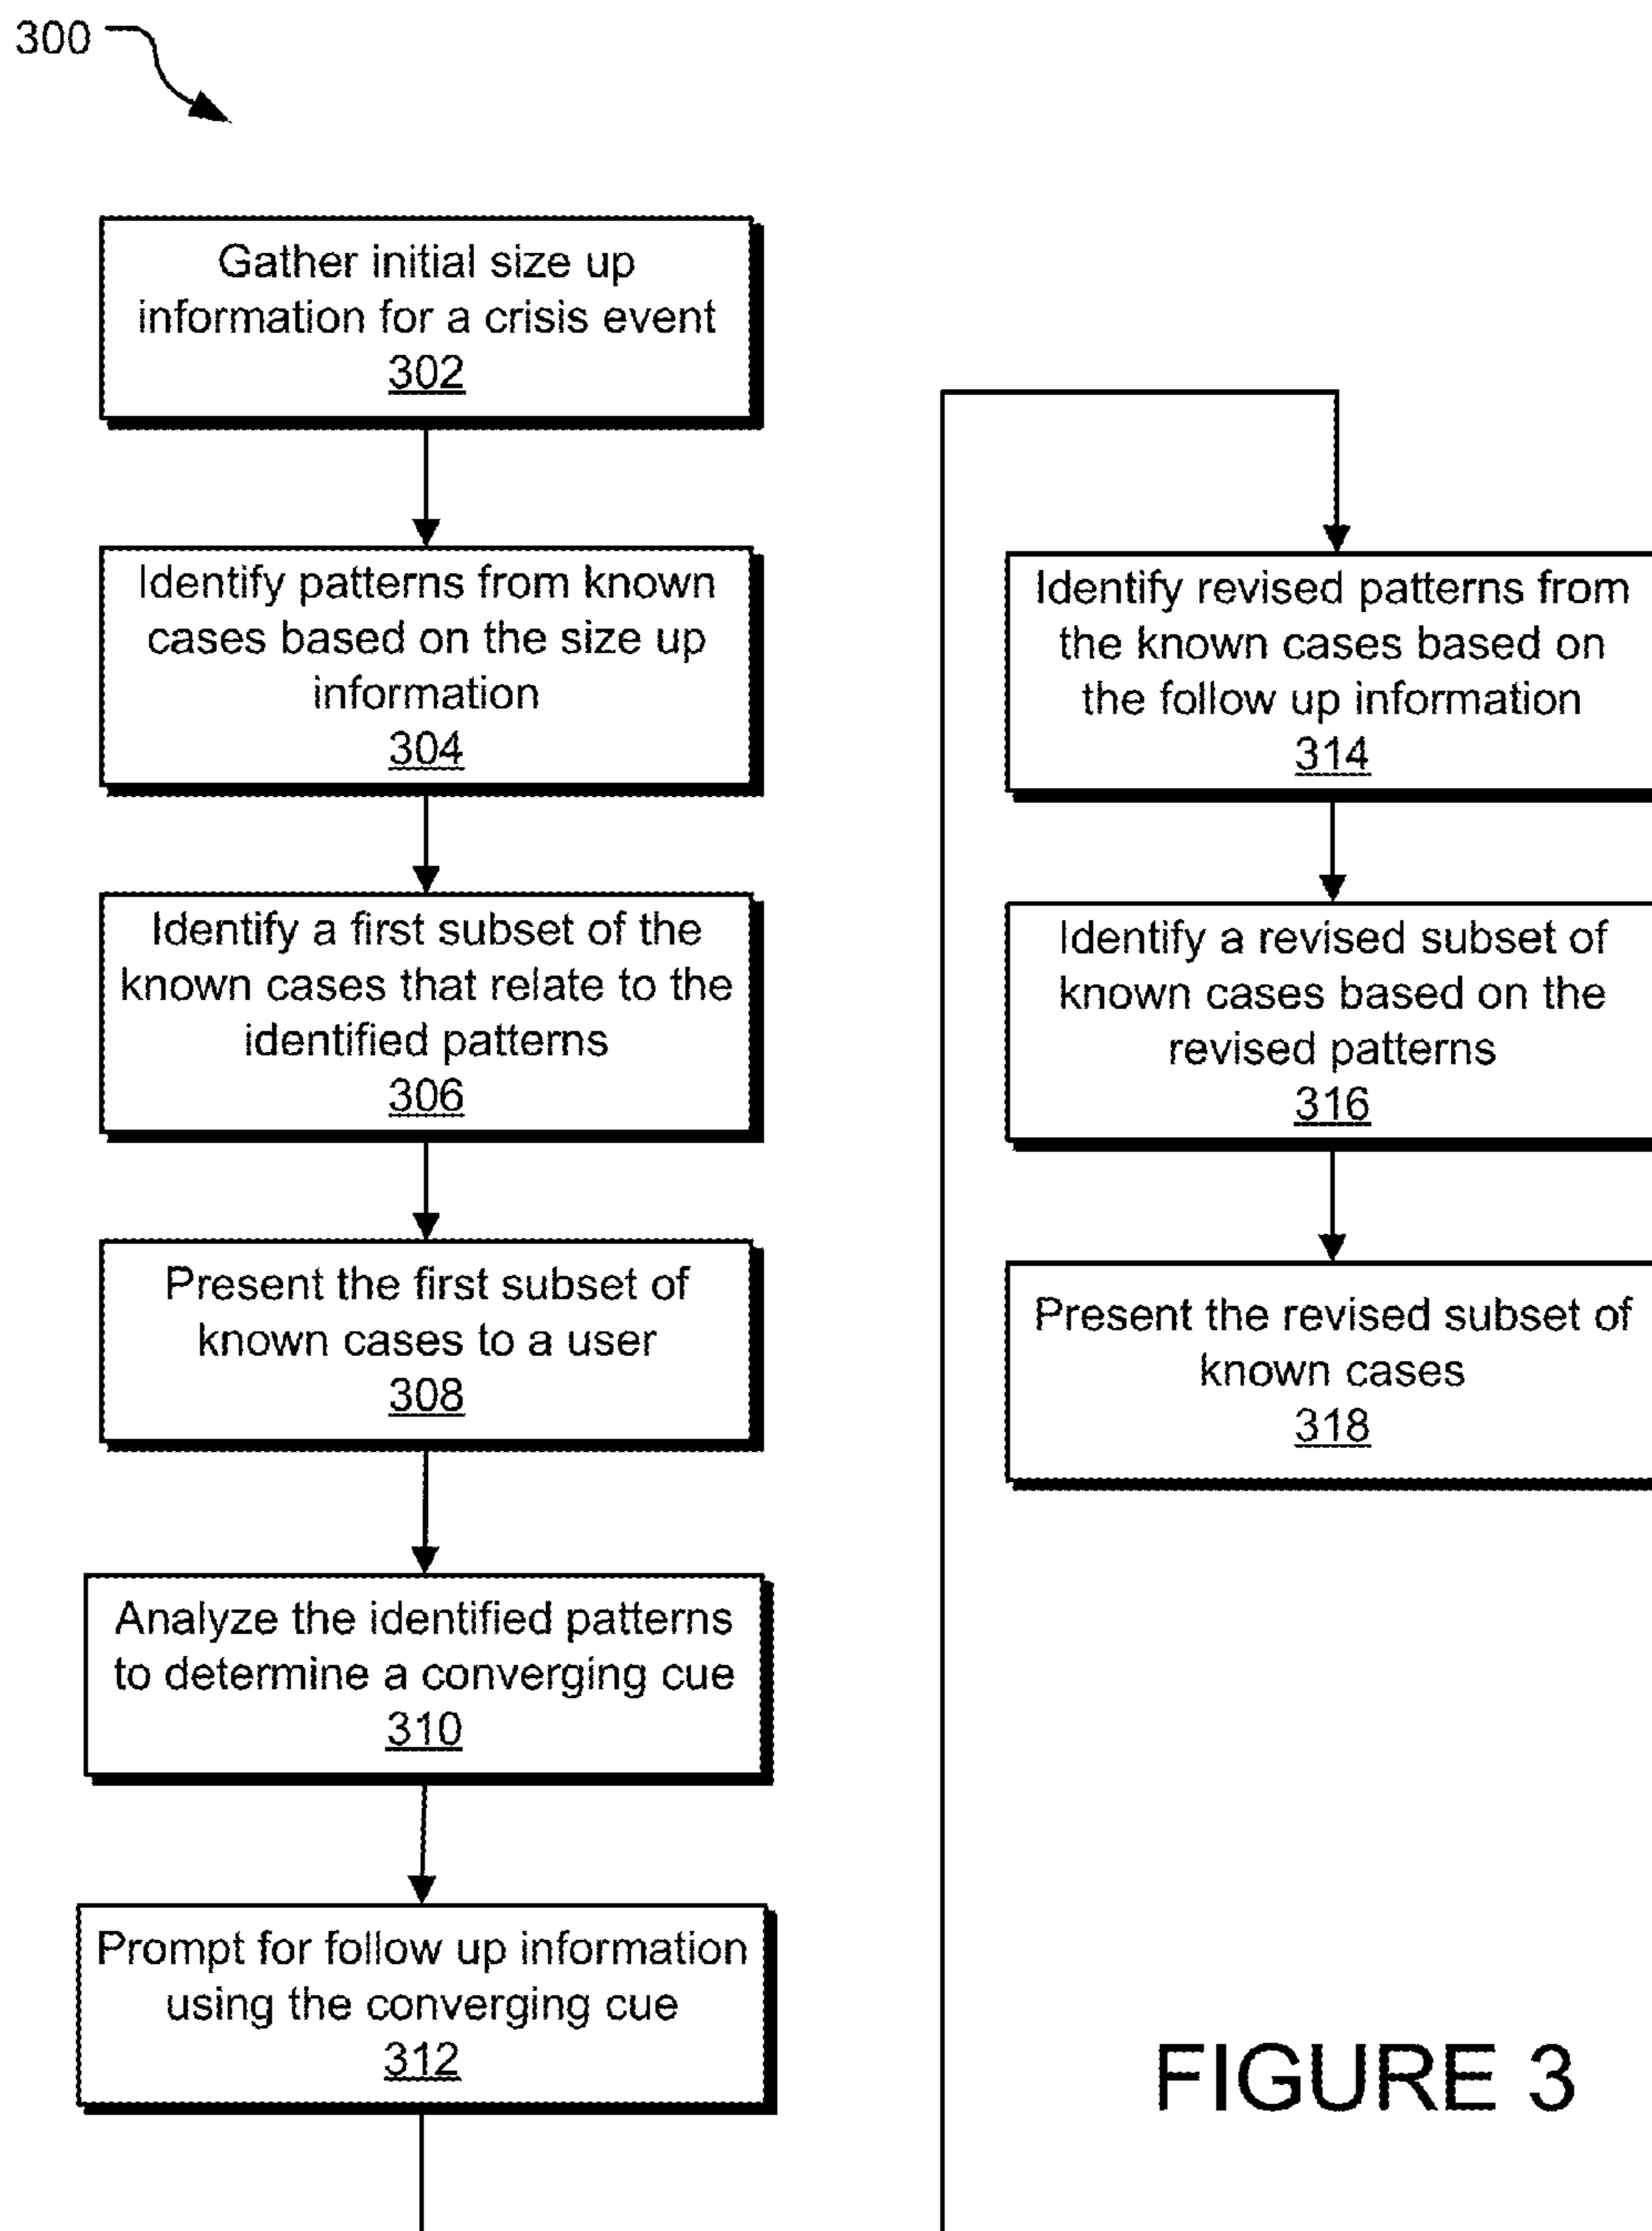 300
Gather initial size up
information for a crisis event
302
Identify patterns from known
cases based on the size up
information
304
Identify a first subset of the
known cases that relate to the
identified patterns
306
Present the first subset of
known cases to a user
308
Analyze the identified patterns
to determine a converging cue
310
Prompt for follow up information
using the converging cue
312
Identify revised patterns from
the known cases based on
the follow up information
314
Identify a revised subset of
known cases based on the
revised patterns
316
Present the revised subset of
known cases
318
FIGURE 3